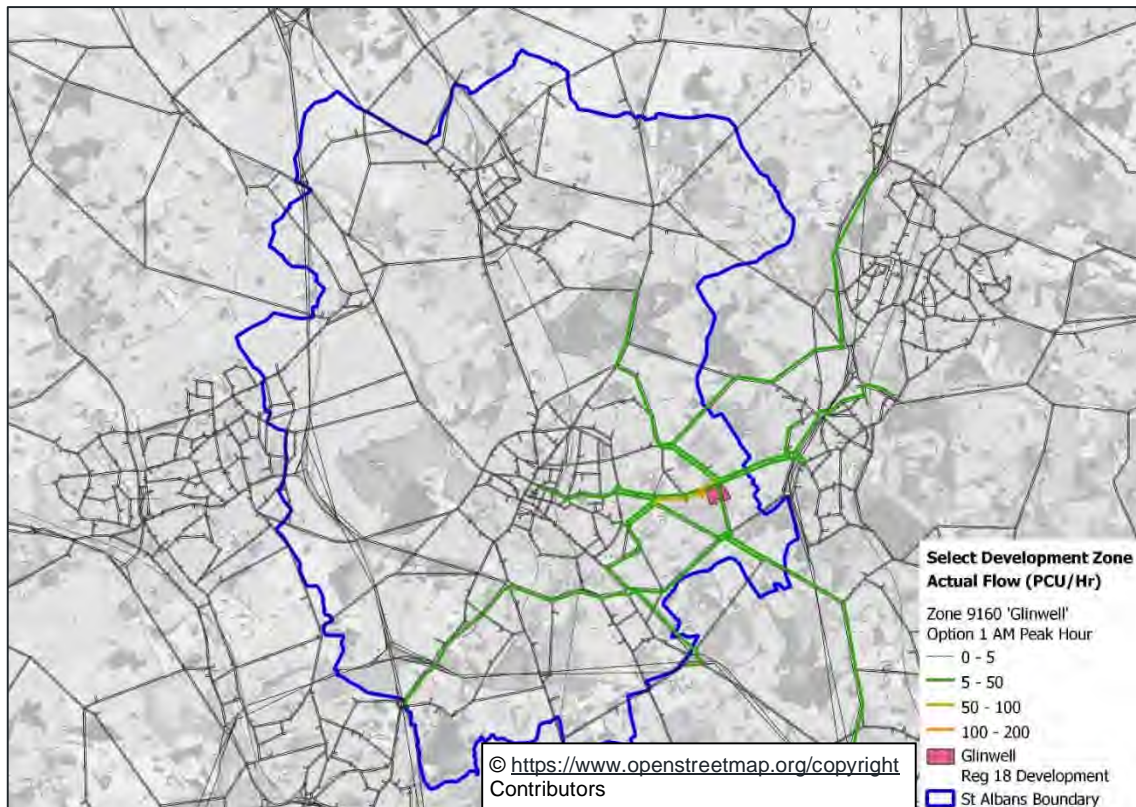 Select Development Zone
Actual Flow (PCU/Hr)
Zone 9160 'Glinwell'
Option 1 AM Peak Hour
0 - 5
5 - 50
50 - 100
100 - 200
Glinwell
Reg 18 Development
St Albans Boundary
© https://www.openstreetmap.org/copyright
Contributors